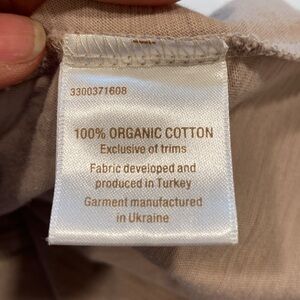 3300371608
100% ORGANIC COTTON
Exclusive of trims
Fabric developed and
produced in Turkey
Garment manufactured
in Ukraine